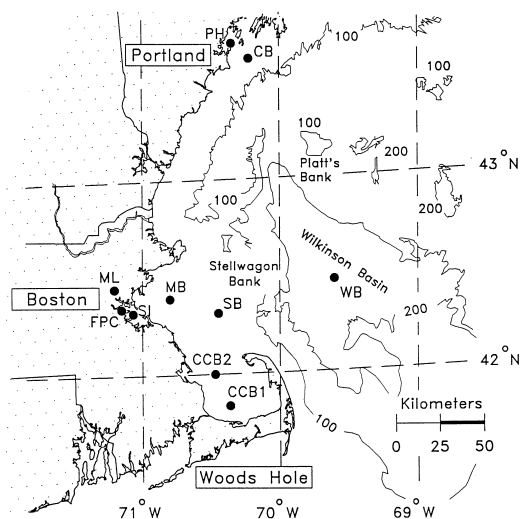 PH
Portland
CB
100
100
100
Platt's
Bank
200
43°N
200
100
Stellwagon
Bank
Wilkinson Basin
WB
ML
MB
Boston
SB
FPC
SI
200
CCB2
42°N
CCB1
100
Kilometers
0 25 50
Woods Hole
71°W
70°W
69°W